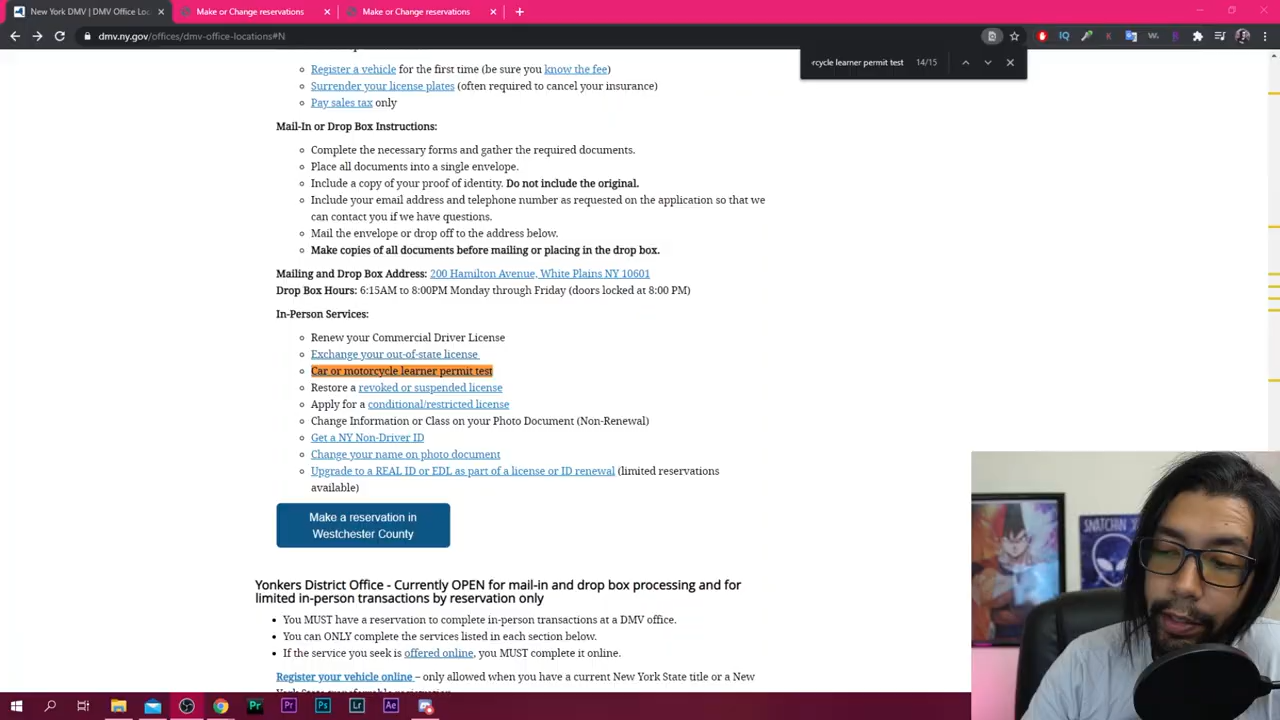 New York DMV | DMV Office Loc
Make or Change reservations
Make or Change reservations
dmv.ny.gov/offices/dmv-office-locations#N
rcycle learner permit test 14/15
Register a vehicle for the first time (be sure you know the fee)
Surrender your license plates (often required to cancel your insurance)
Pay sales tax only
Mail-In or Drop Box Instructions:
Complete the necessary forms and gather the required documents.
Place all documents into a single envelope.
Include a copy of your proof of identity. Do not include the original.
Include your email address and telephone number as requested on the application so that we
can contact you if we have questions.
Mail the envelope or drop off to the address below.
Make copies of all documents before mailing or placing in the drop box.
Mailing and Drop Box Address: 200 Hamilton Avenue, White Plains NY 10601
Drop Box Hours: 6:15AM to 8:00PM Monday through Friday (doors locked at 8:00 PM)
In-Person Services:
Renew your Commercial Driver License
Exchange your out-of-state license
Car or motorcycle learner permit test
Restore a revoked or suspended license
Apply for a conditional/restricted license
Change Information or Class on your Photo Document (Non-Renewal)
Get a NY Non-Driver ID
Change your name on photo document
Upgrade to a REAL ID or EDL as part of a license or ID renewal (limited reservations
available)
Make a reservation in
Westchester County
SNATCHIN
Yonkers District Office - Currently OPEN for mail-in and drop box processing and for
limited in-person transactions by reservation only
You MUST have a reservation to complete in-person transactions at a DMV office.
You can ONLY complete the services listed in each section below.
If the service you seek is offered online, you MUST complete it online.
Register your vehicle online – only allowed when you have a current New York State title or a New
York State transferable registration
Pr
Pr
Ps
Lr
Ae